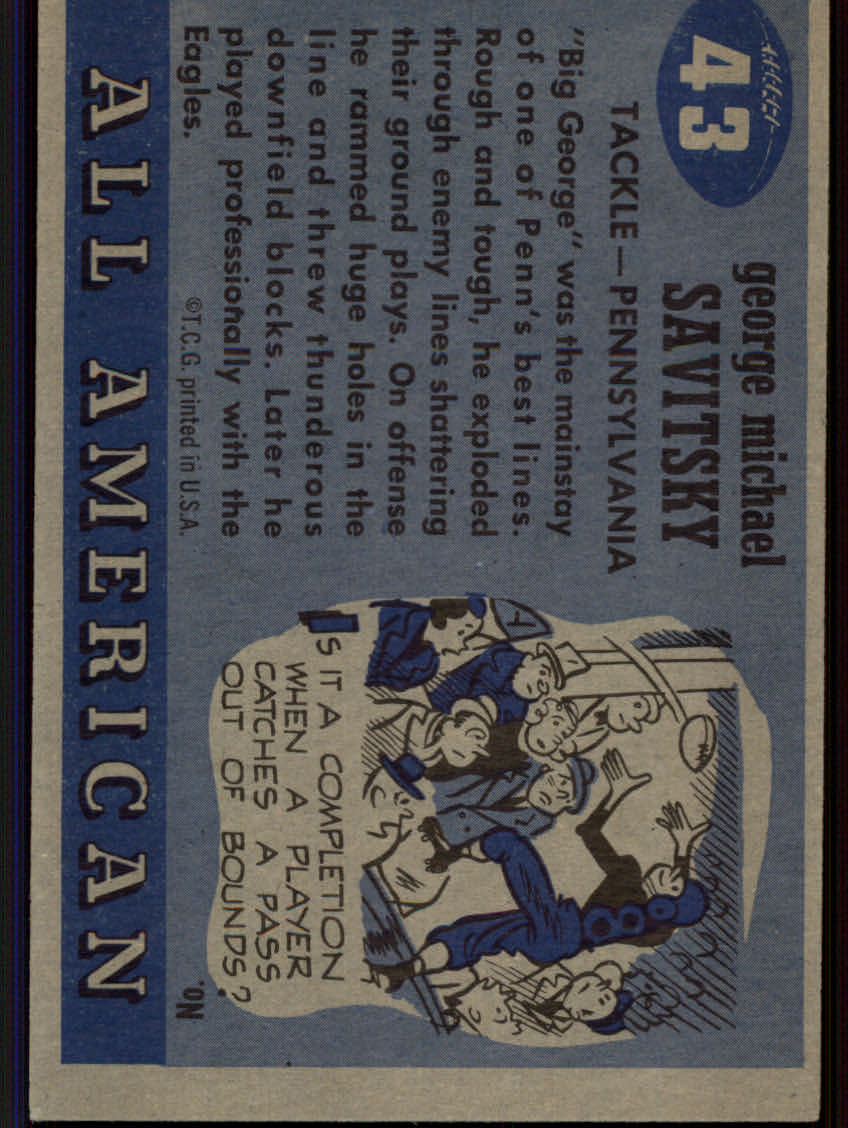 43
george michael
SAVITSKY
TACKLE — PENNSYLVANIA
"Big George" was the mainstay
of one of Penn's best lines.
Rough and tough, he exploded
through enemy lines shattering
their ground plays. On offense
he rammed huge holes in the
line and threw thunderous
downfield blocks. Later he
played professionally with the
Eagles.
©T.C.G. printed in U.S.A.
A
IS IT A COMPLETION
WHEN A PLAYER
CATCHES A PASS
OUT OF BOUNDS?
No.
ALL AMERICAN